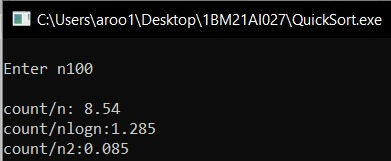 C:\Users\aroo1\Desktop\1BM21AI027\QuickSort.exe
Enter n100
count/n: 8.54
count/nlogn:1.285
count/n2:0.085